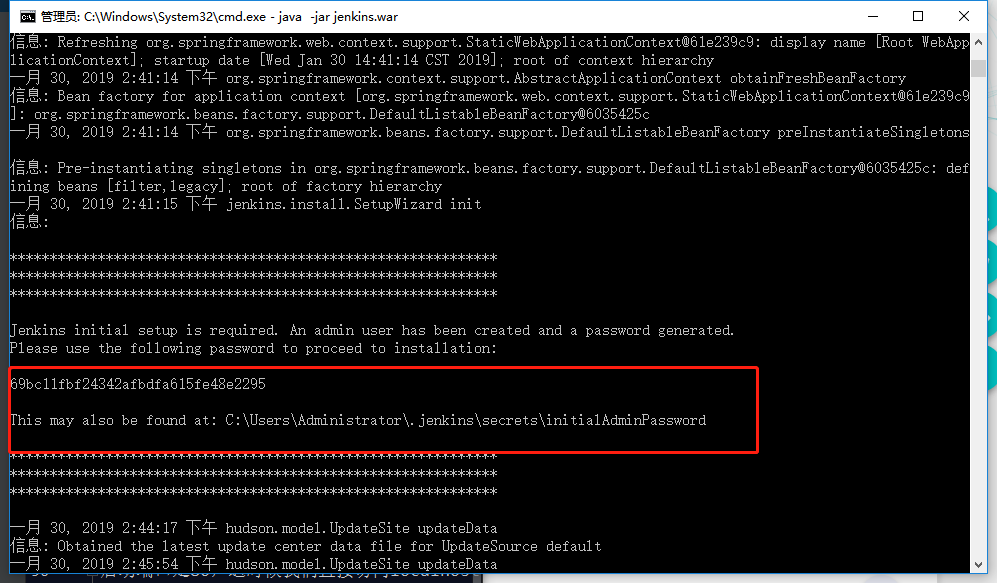 管理员: C:\Windows\System32\cmd.exe - java -jar jenkins.war
信息: Refreshing org.springframework.web.context.support.StaticWebApplicationContext@61e239c9: display name [Root WebApp
licationContext]; startup date [Wed Jan 30 14:41:14 CST 2019]; root of context hierarchy
一月 30, 2019 2:41:14 下午 org.springframework.context.support.AbstractApplicationContext obtainFreshBeanFactory
信息: Bean factory for application context [org.springframework.web.context.support.StaticWebApplicationContext@61e239c9
]: org.springframework.beans.factory.support.DefaultListableBeanFactory@6035425c
一月 30, 2019 2:41:14 下午 org.springframework.beans.factory.support.DefaultListableBeanFactory preInstantiateSingletons
信息: Pre-instantiating singletons in org.springframework.beans.factory.support.DefaultListableBeanFactory@6035425c: def
ining beans [filter,legacy]; root of factory hierarchy
一月 30, 2019 2:41:15 下午 jenkins.install.SetupWizard init
信息:
*************************************************************
*************************************************************
*************************************************************
Jenkins initial setup is required. An admin user has been created and a password generated.
Please use the following password to proceed to installation:
69bc11fbf24342afbdfa615fe48e2295
This may also be found at: C:\Users\Administrator\.jenkins\secrets\initialAdminPassword
*************************************************************
*************************************************************
*************************************************************
一月 30, 2019 2:44:17 下午 hudson.model.UpdateSite updateData
信息: Obtained the latest update center data file for UpdateSource default
一月 30, 2019 2:45:54 下午 hudson.model.UpdateSite updateData